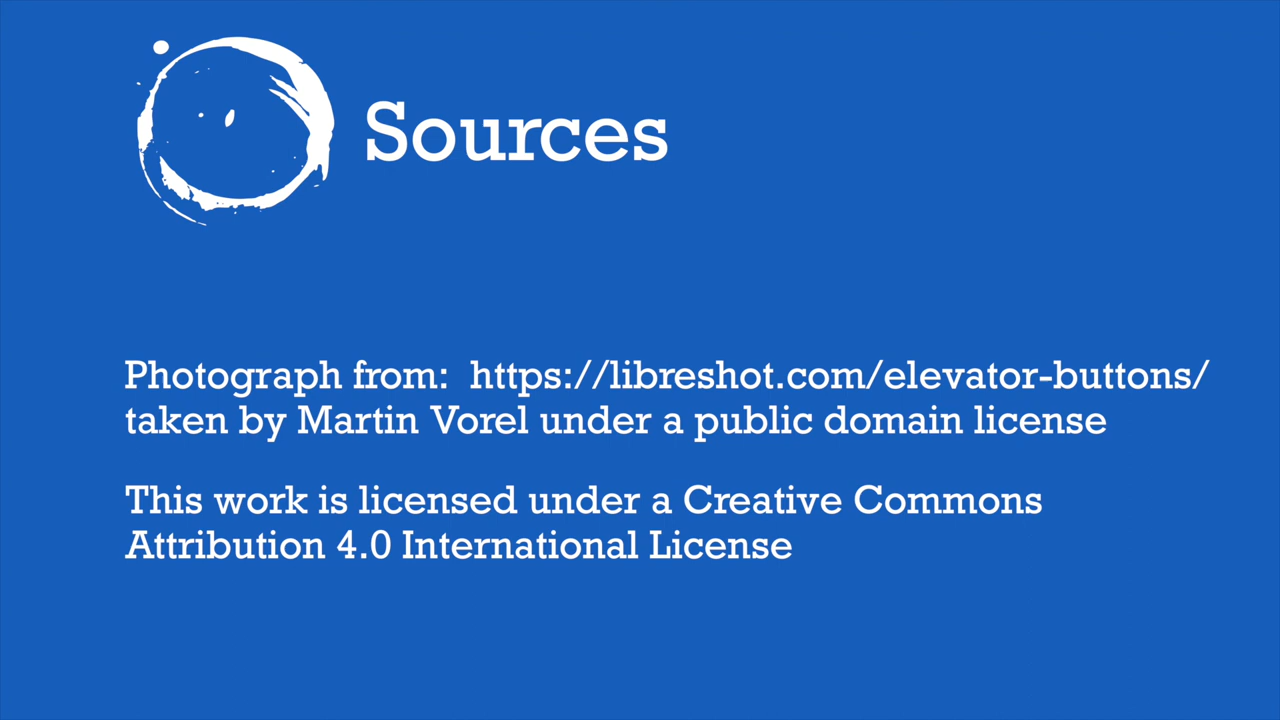 Sources
Photograph from: https://libreshot.com/elevator-buttons/
taken by Martin Vorel under a public domain license
This work is licensed under a Creative Commons
Attribution 4.0 International License